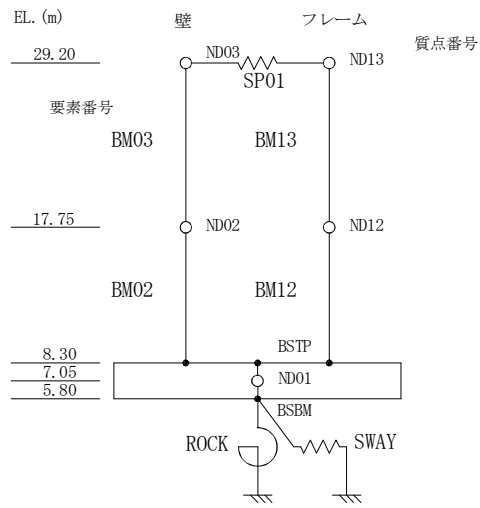 EL.(m)
壁
フレーム
質点番号
29.20
ND03
ND13
SP01
要素番号
BM03
BM13
17.75
ND02
ND12
BM02
BM12
BSTP
8.30
7.05
ND01
5.80
BSBM
ROCK
SWAY